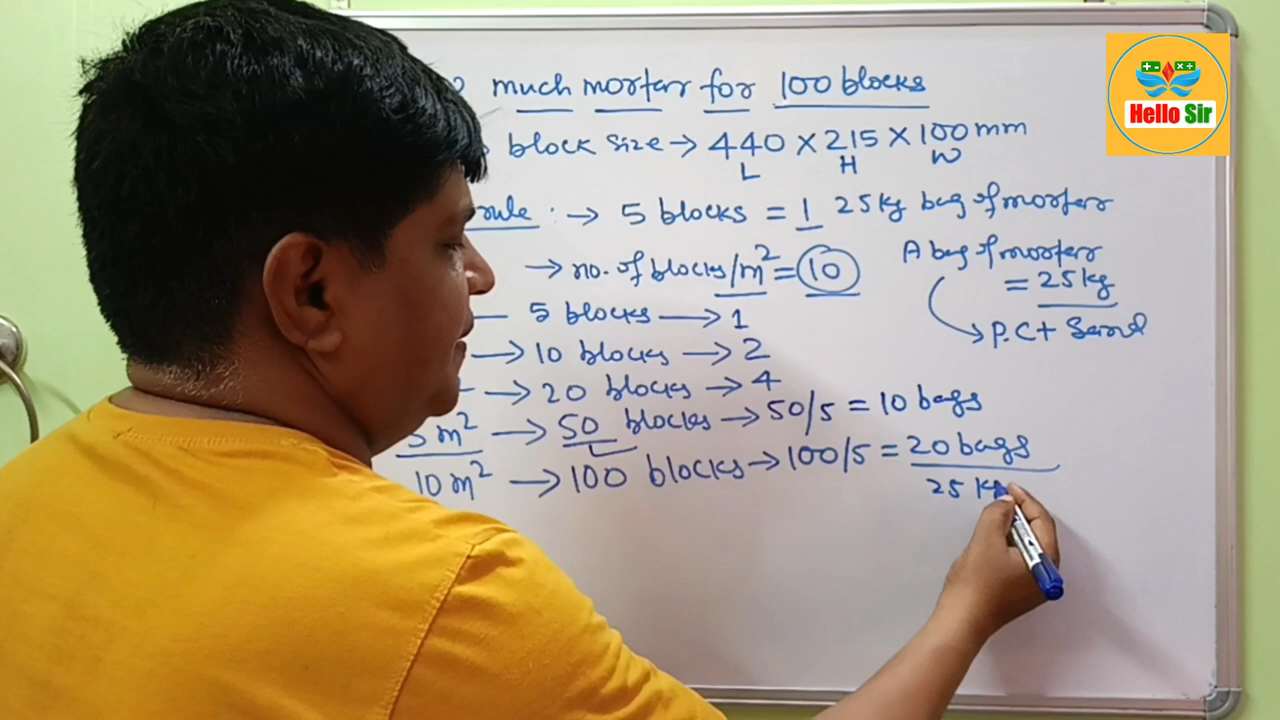 much mortar for 100 blocks
block size → 440 × 215 × 100 mm
L H W
rule :→ 5 blocks = 1 25kg bag of mortar
→ no. of blocks/m² = 10
A bag of mortar
= 25 kg
→ P.C + Sand
5 blocks → 1
→ 10 blocks → 2
→ 20 blocks → 4
5 m² → 50 blocks → 50/5 = 10 bags
10 m² → 100 blocks → 100/5 = 20 bags
25 kg
+ - × ÷
Hello Sir